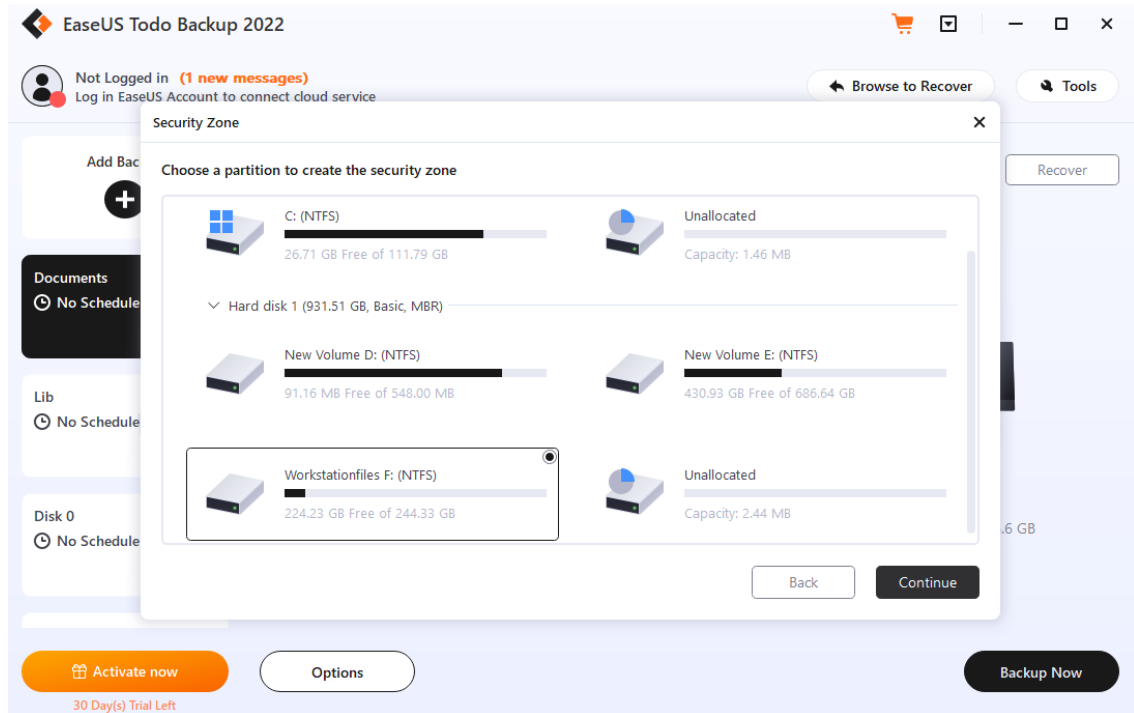 EaseUS Todo Backup 2022
Not Logged in (1 new messages)
Log in EaseUS Account to connect cloud service
Browse to Recover
Tools
Security Zone
Add Bac
Choose a partition to create the security zone
Recover
C: (NTFS)
26.71 GB Free of 111.79 GB
Unallocated
Capacity: 1.46 MB
Documents
No Schedule
Hard disk 1 (931.51 GB, Basic, MBR)
New Volume D: (NTFS)
91.16 MB Free of 548.00 MB
New Volume E: (NTFS)
430.93 GB Free of 686.64 GB
Lib
No Schedule
Workstationfiles F: (NTFS)
224.23 GB Free of 244.33 GB
Unallocated
Capacity: 2.44 MB
Disk 0
No Schedule
.6 GB
Back
Continue
Activate now
30 Day(s) Trial Left
Options
Backup Now